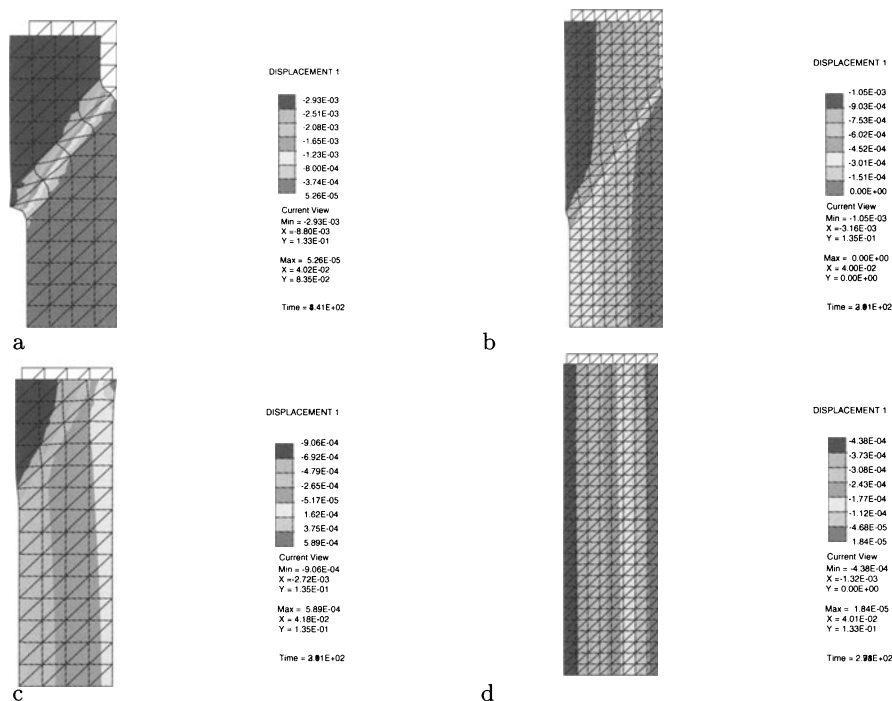 DISPLACEMENT 1
-2.93E-03
-2.51E-03
-2.08E-03
-1.65E-03
-1.23E-03
-8.00E-04
-3.74E-04
5.26E-05
Current View
Min = -2.93E-03
X =-8.80E-03
Y = 1.33E-01
Max = 5.26E-05
X = 4.02E-02
Y = 8.35E-02
Time =
a
DISPLACEMENT 1
-1.05E-03
-9.03E-04
-7.53E-04
-6.02E-04
-4.52E-04
-3.01E-04
-1.51E-04
0.00E+00
Current View
Min = -1.05E-03
X =-3.16E-03
Y = 1.35E-01
Max = 0.00E+00
X = 4.00E-02
Y = 0.00E+00
Time =
b
DISPLACEMENT 1
-9.06E-04
-6.92E-04
-4.79E-04
-2.65E-04
-5.17E-05
1.62E-04
3.75E-04
5.89E-04
Current View
Min = -9.06E-04
X =-2.72E-03
Y = 1.35E-01
Max = 5.89E-04
X = 4.18E-02
Y = 1.35E-01
Time =
c
DISPLACEMENT 1
-4.38E-04
-3.73E-04
-3.08E-04
-2.43E-04
-1.77E-04
-1.12E-04
-4.68E-05
1.84E-05
Current View
Min = -4.38E-04
X =-1.32E-03
Y = 0.00E+00
Max = 1.84E-05
X = 4.01E-02
Y = 1.33E-01
Time =
d